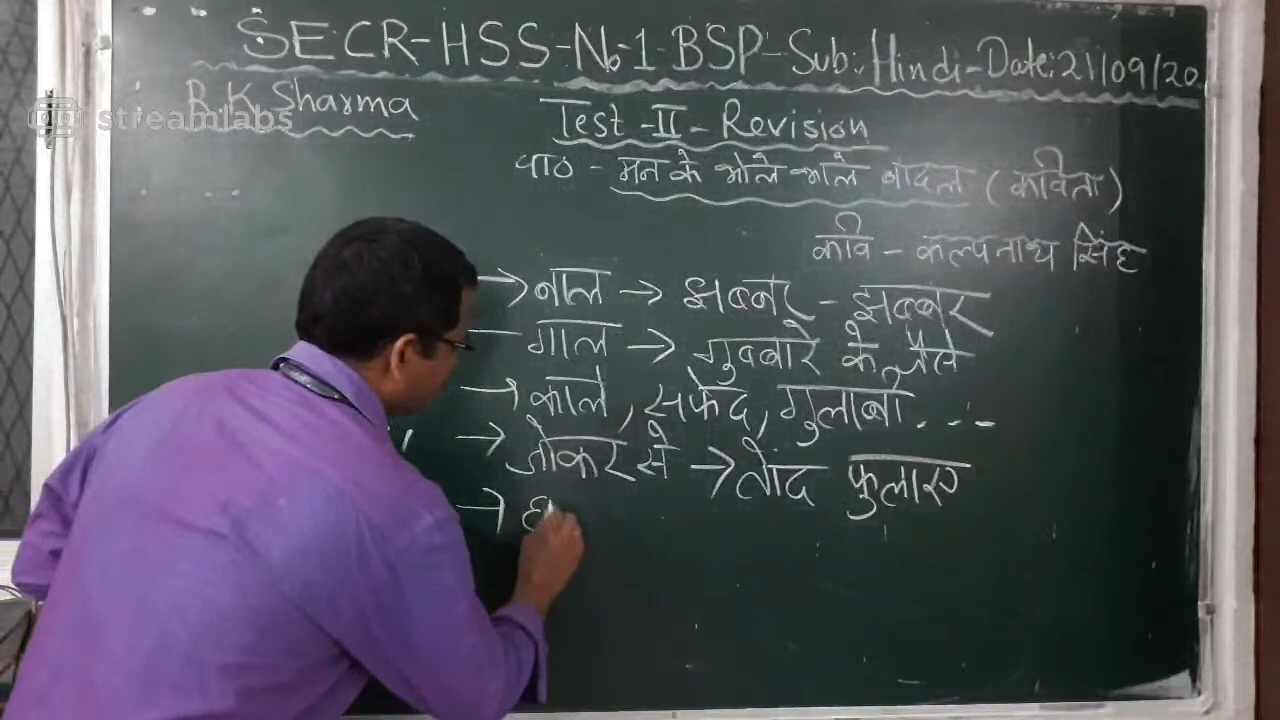 SECR-HSS-No-1-BSP-Sub:Hindi-Date:21/09/20
R.K Sharma
streamlabs
Test-II-Revision
पाठ - मन के भोले-भाले बादल (कविता)
कवि - कल्पनाथ सिंह
→ बाल → झब्बर - झब्बर
— गाल → गुब्बारे के जैसे
→ काले, सफेद, गुलाबी....
→ जोकर से → तोंद फुलाए
→